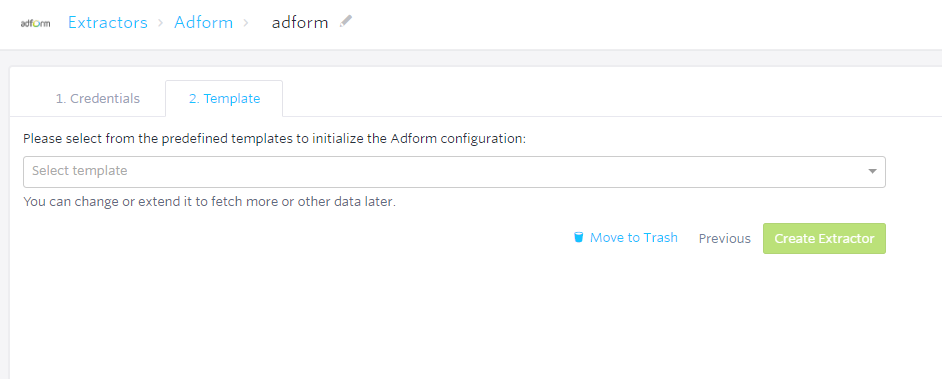 adform Extractors > Adform > adform
1. Credentials 2. Template
Please select from the predefined templates to initialize the Adform configuration:
Select template
You can change or extend it to fetch more or other data later.
Move to Trash Previous Create Extractor